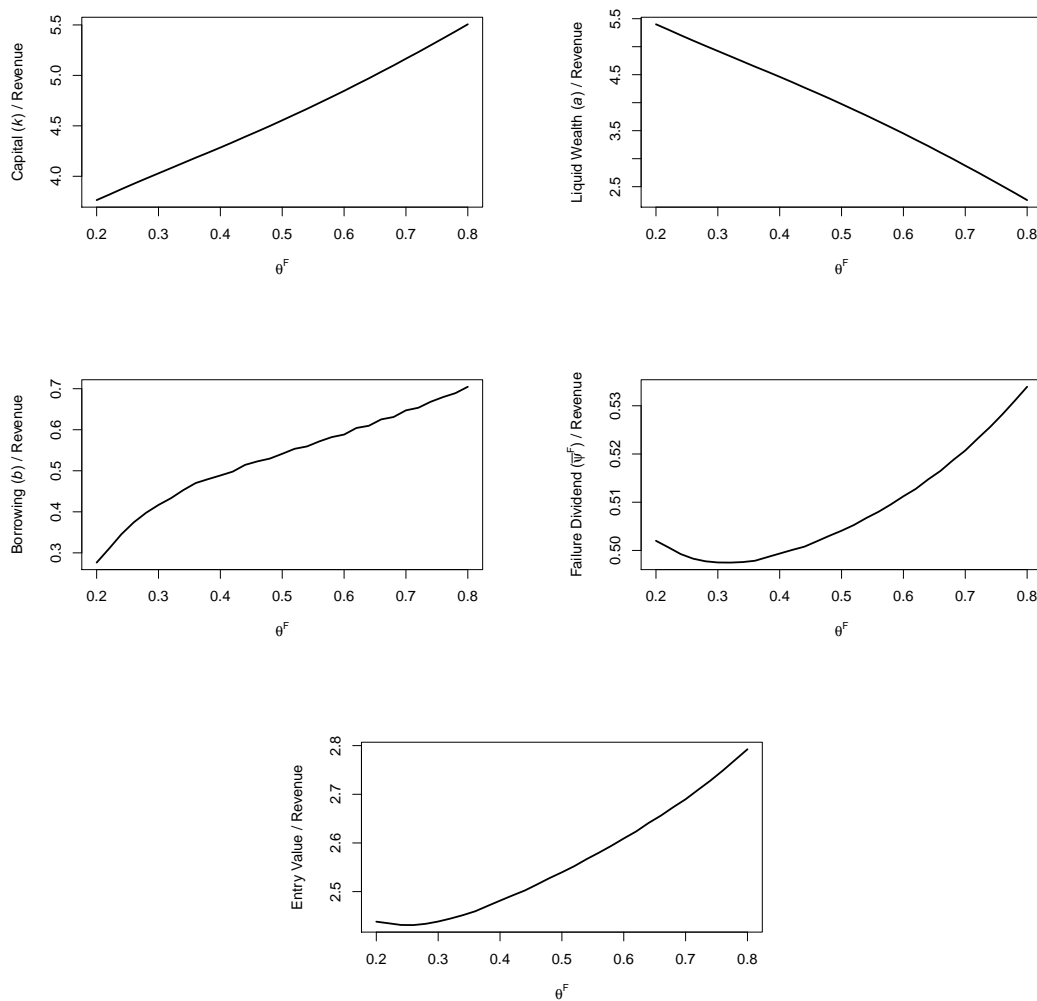 Capital (k) / Revenue
5.5
5.0
4.5
4.0
0.2 0.3 0.4 0.5 0.6 0.7 0.8
θ^F
Liquid Wealth (a) / Revenue
5.5
4.5
3.5
2.5
0.2 0.3 0.4 0.5 0.6 0.7 0.8
θ^F
Borrowing (b) / Revenue
0.7
0.6
0.5
0.4
0.3
0.2 0.3 0.4 0.5 0.6 0.7 0.8
θ^F
Failure Dividend (ψ̅^F) / Revenue
0.53
0.52
0.51
0.50
0.2 0.3 0.4 0.5 0.6 0.7 0.8
θ^F
Entry Value / Revenue
2.8
2.7
2.6
2.5
0.2 0.3 0.4 0.5 0.6 0.7 0.8
θ^F